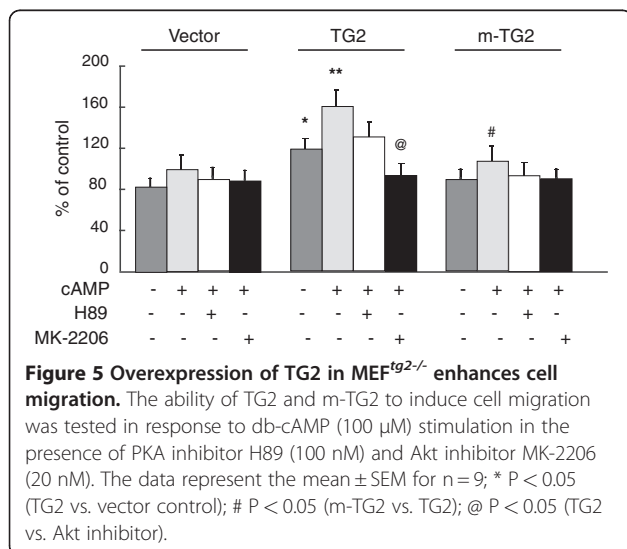 Vector TG2 m-TG2
200
160
120
80
40
0
% of control
* ** @ #
cAMP - + + + - + + + - + + +
H89 - - + - - - + - - - + -
MK-2206 - - - + - - - + - - - +
Figure 5 Overexpression of TG2 in MEFtg2-/- enhances cell
migration. The ability of TG2 and m-TG2 to induce cell migration
was tested in response to db-cAMP (100 μM) stimulation in the
presence of PKA inhibitor H89 (100 nM) and Akt inhibitor MK-2206
(20 nM). The data represent the mean ± SEM for n = 9; * P < 0.05
(TG2 vs. vector control); # P < 0.05 (m-TG2 vs. TG2); @ P < 0.05 (TG2
vs. Akt inhibitor).